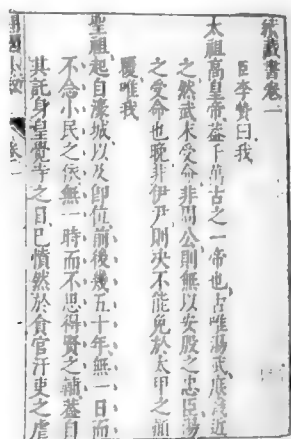 續藏書卷一
臣李贄曰我
太祖高皇帝蓋千萬古之一帝也古唯湯武庶幾近
之然武未受命非周公則無以安殷之忠臣湯
之受命也晚非伊尹則決不能免於太甲之顛
覆唯我
聖祖起自濠城以及即位前後幾五十年無一日而
不念小民之依無一時而不思得賢之輔蓋自
其託身皇覺寺之日已憤然於貪官汙吏之虐